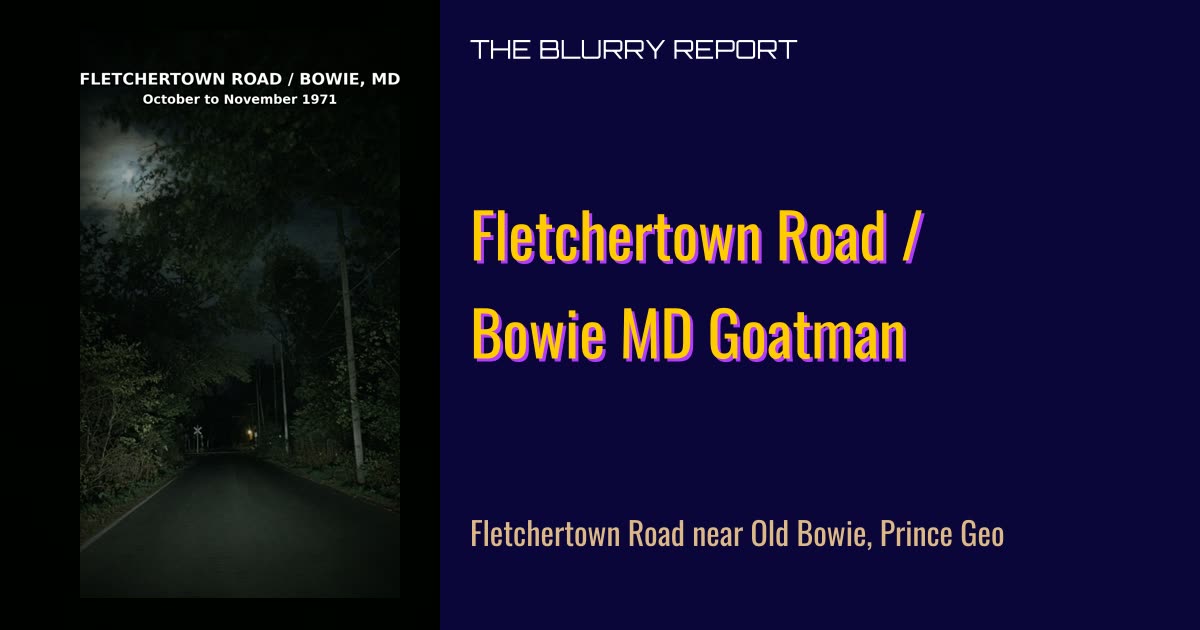 FLETCHERTOWN ROAD / BOWIE, MD
October to November 1971
THE BLURRY REPORT
Fletchertown Road /
Bowie MD Goatman
Fletchertown Road near Old Bowie, Prince Geo